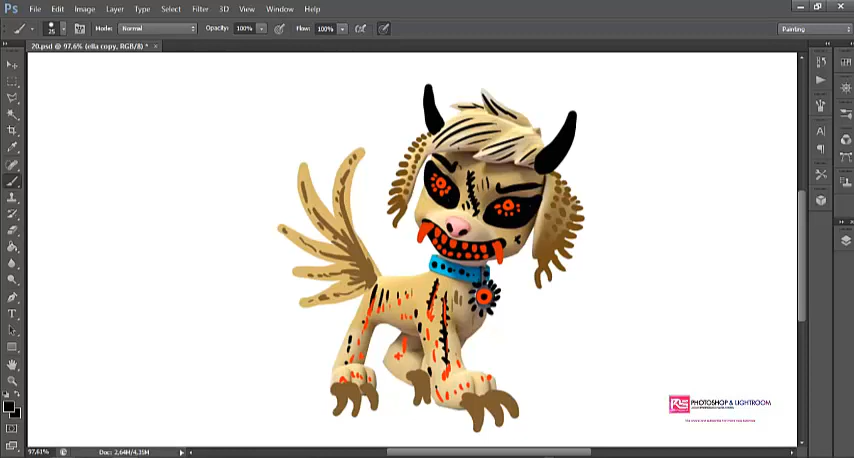 Ps File Edit Image Layer Type Select Filter 3D View Window Help
25 Mode: Normal Opacity: 100% Flow: 100% Painting
20.psd @ 97,6% (ella copy, RGB/8) * ×
PHOTOSHOP & LIGHTROOM
97,61% Doc: 2,64M/4,35M